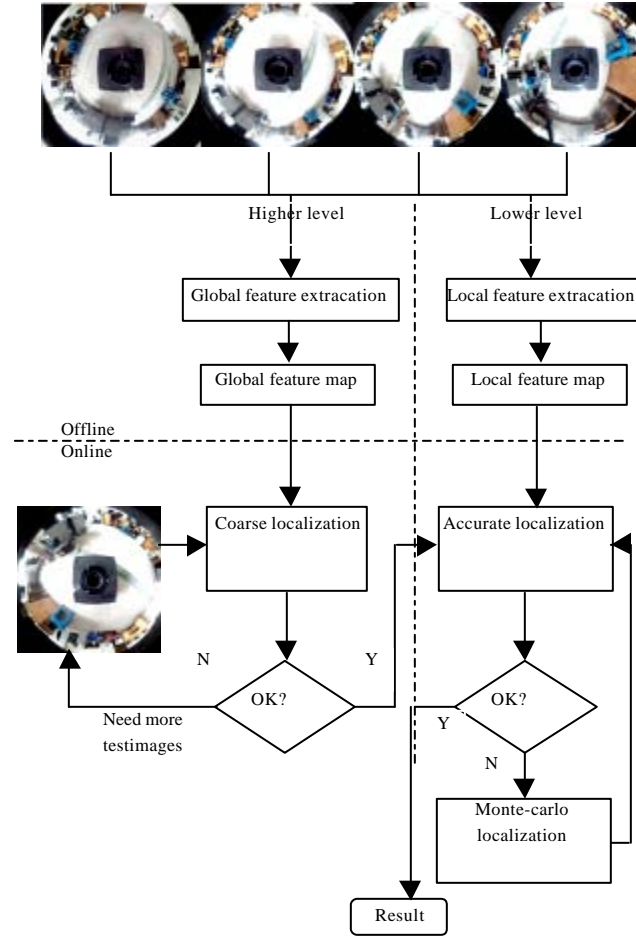 Higher level
Lower level
Global feature extracation
Local feature extracation
Global feature map
Local feature map
Offline
Online
Coarse localization
Accurate localization
N
Y
OK?
OK?
Need more
testimages
Y
N
Monte-carlo
localization
Result